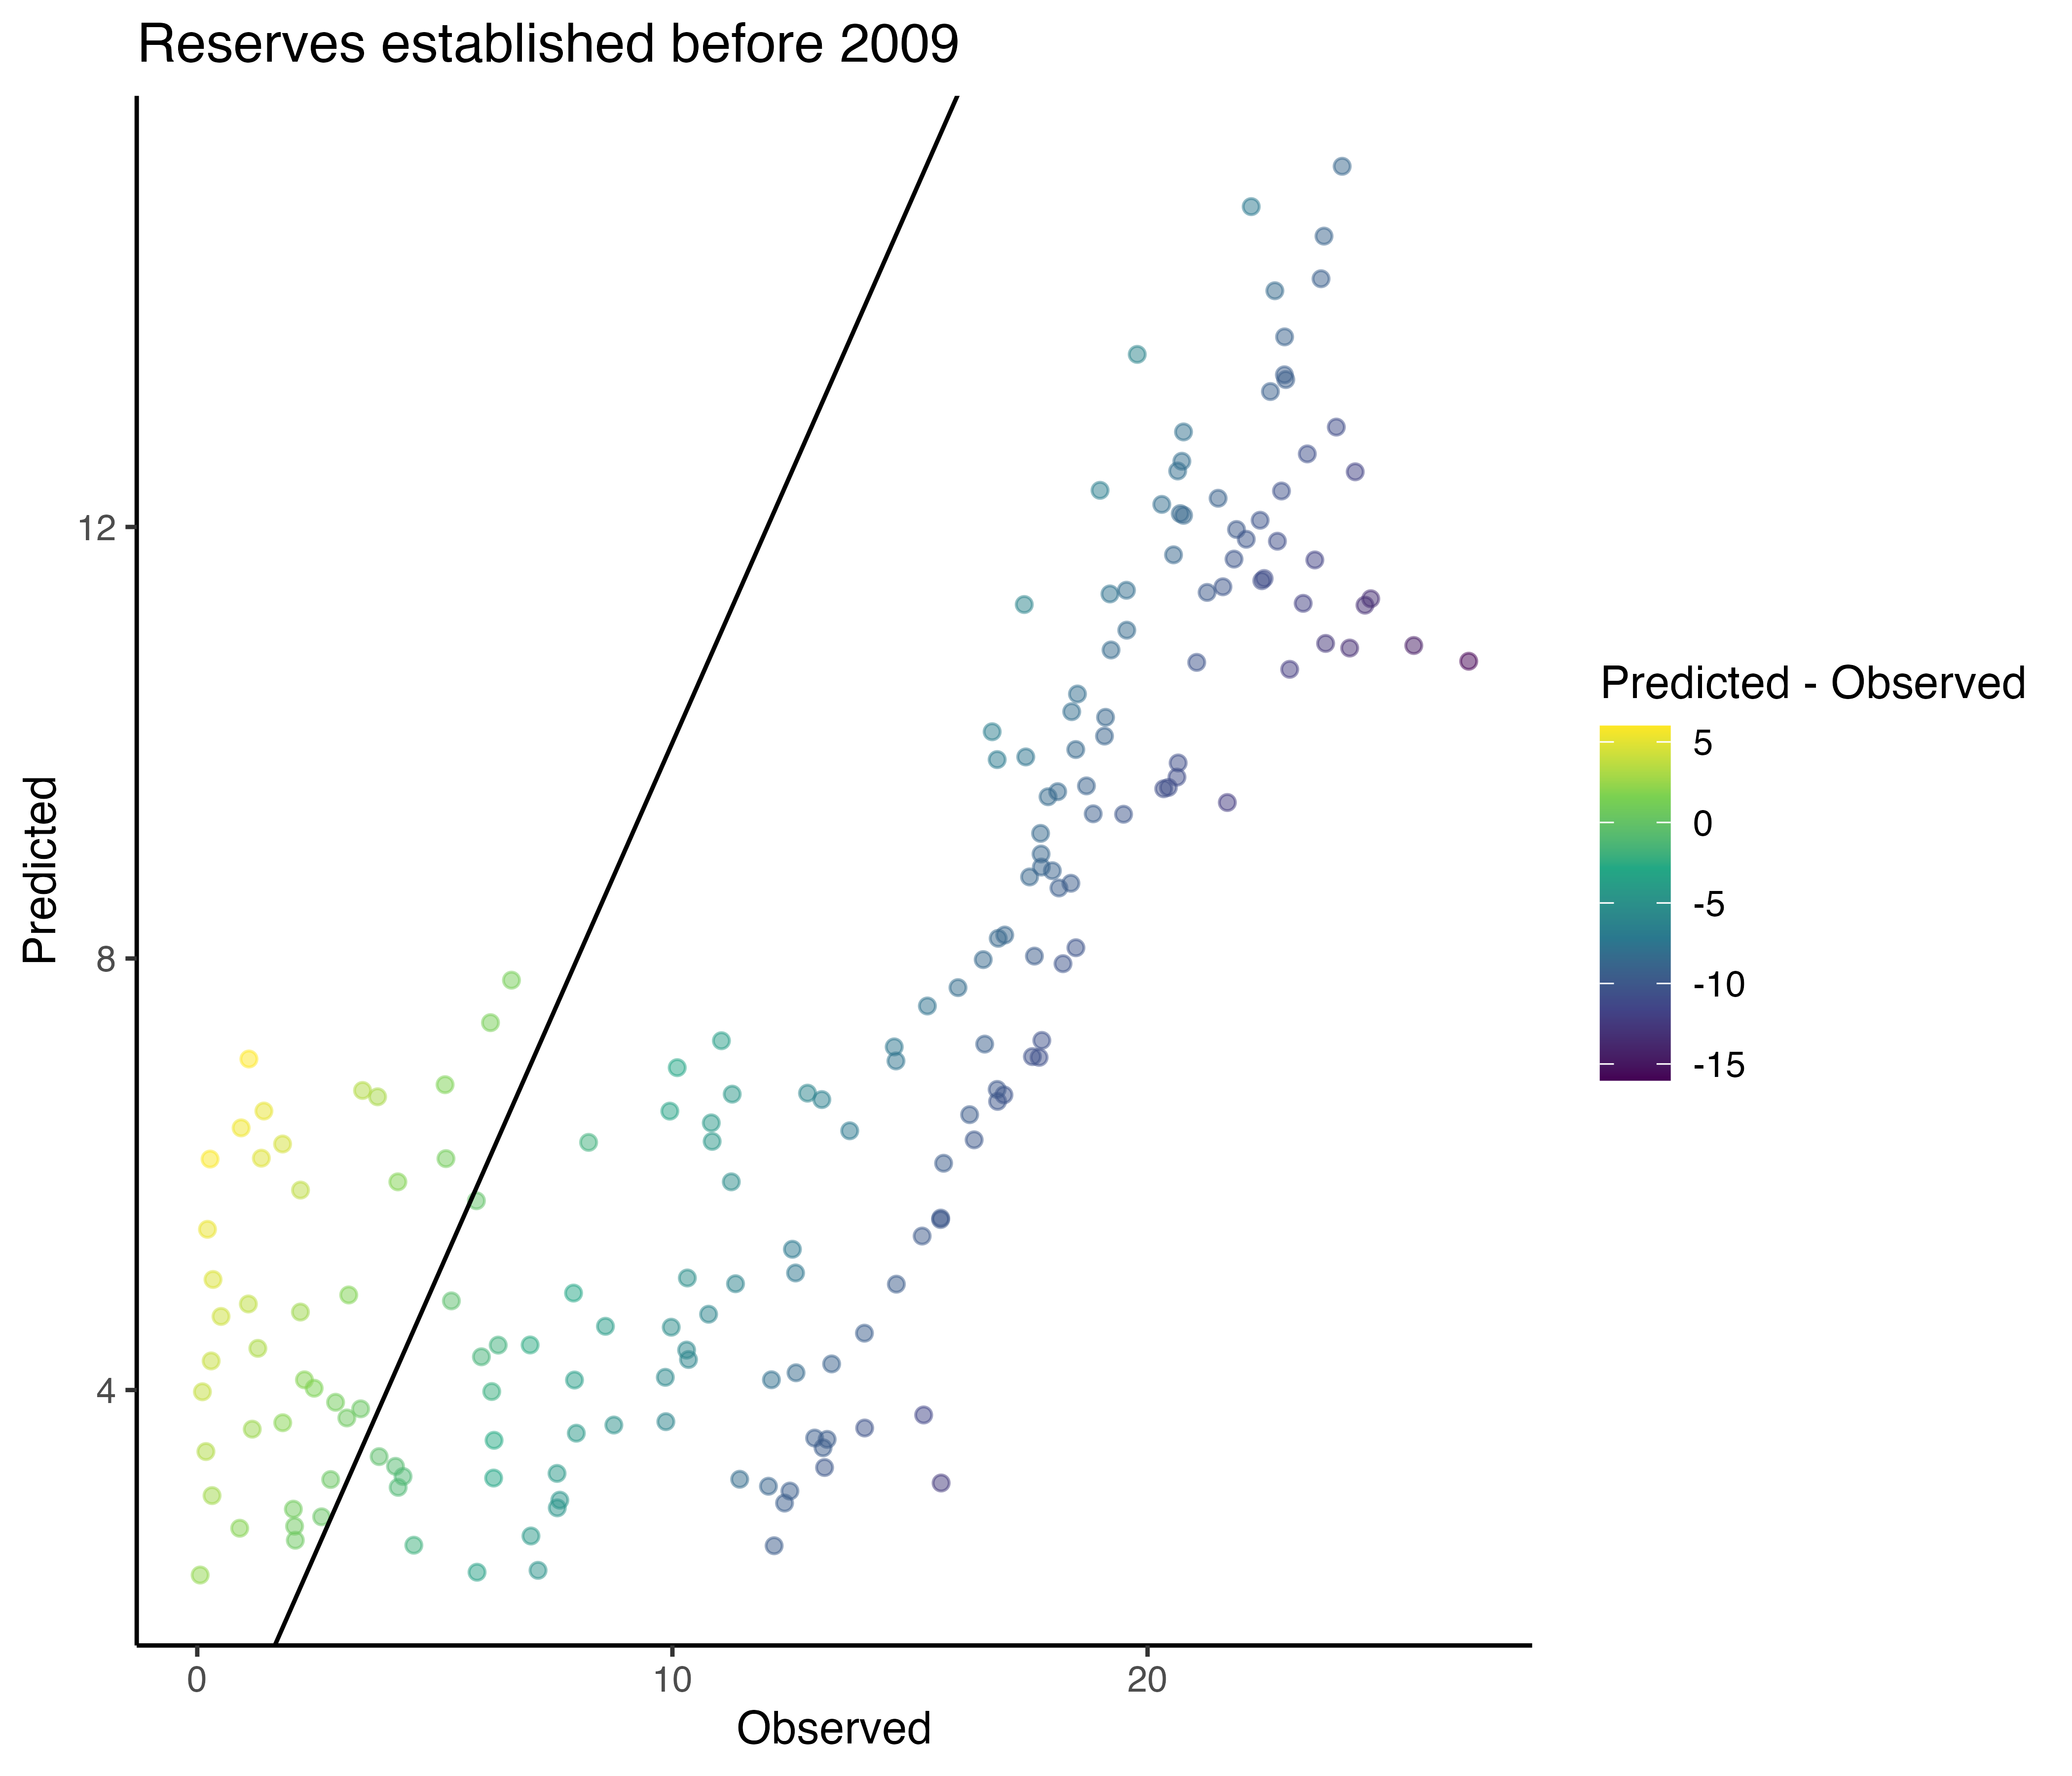 Reserves established before 2009
12
8
4
Predicted
0
10
20
Observed
Predicted - Observed
5
0
-5
-10
-15